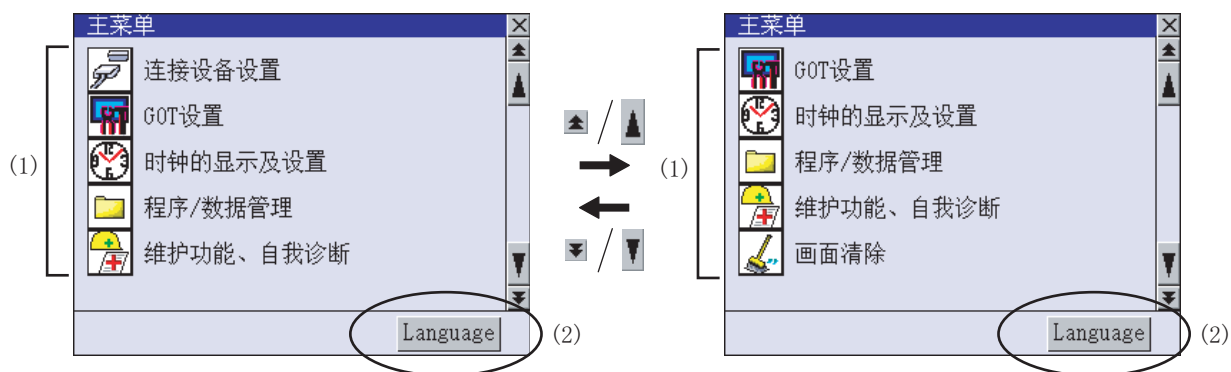 主菜单
连接设备设置
GOT设置
时钟的显示及设置
程序/数据管理
维护功能、自我诊断
Language
(1)
(2)
/
/
主菜单
GOT设置
时钟的显示及设置
程序/数据管理
维护功能、自我诊断
画面清除
Language
(1)
(2)